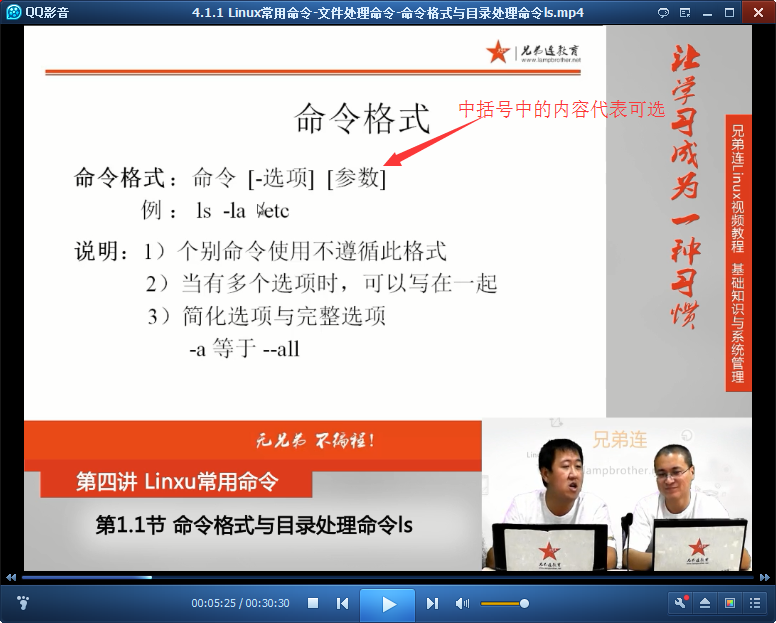 QQ影音
4.1.1 Linux常用命令-文件处理命令-命令格式与目录处理命令ls.mp4
兄弟连教育
www.lampbrother.net
让学习成为一种习惯
兄弟连Linux视频教程 基础知识与系统管理
命令格式
中括号中的内容代表可选
命令格式：命令 [-选项] [参数]
例： ls -la /etc
说明：1）个别命令使用不遵循此格式
2）当有多个选项时，可以写在一起
3）简化选项与完整选项
-a 等于 --all
无兄弟 不编程！
第四讲 Linxu常用命令
第1.1节 命令格式与目录处理命令ls
兄弟连
Lin
ampbrother.ne
兄弟连教育
兄弟连教育
00:05:25 / 00:30:30